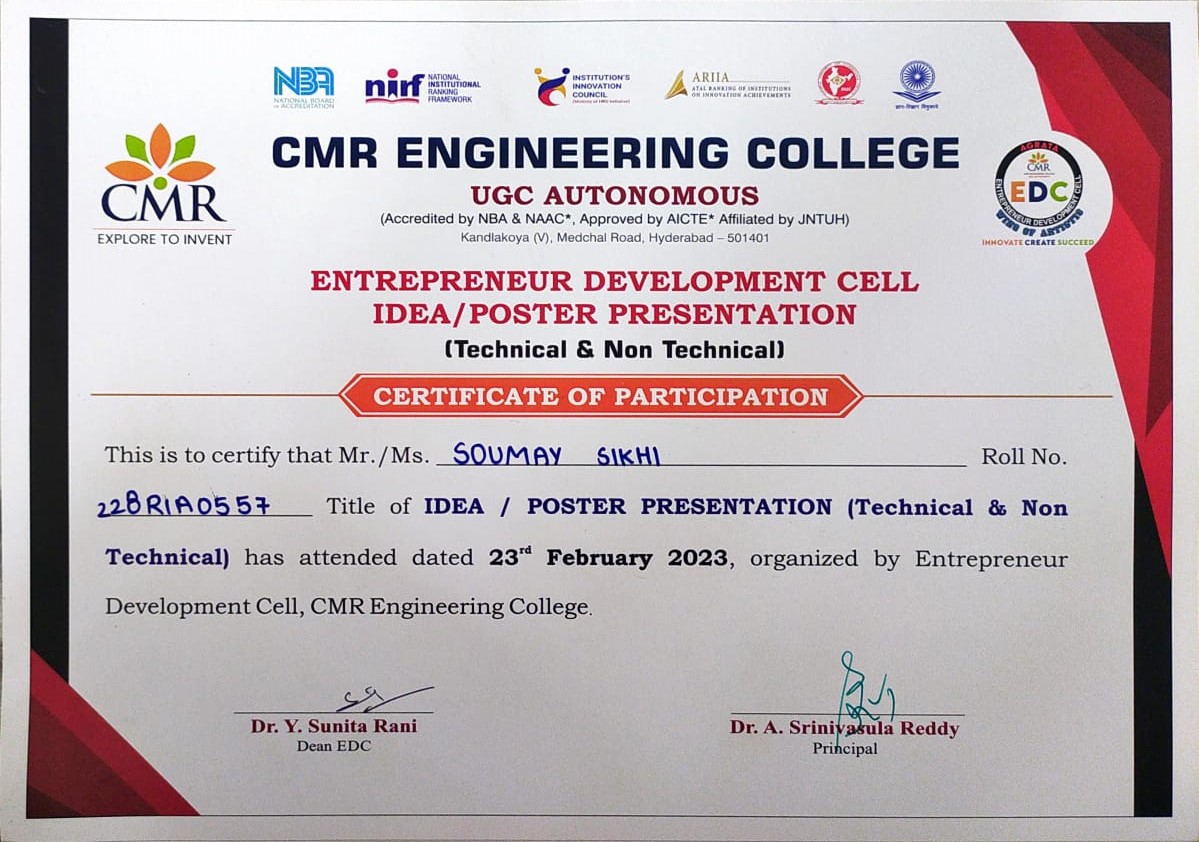 NBA
NATIONAL BOARD
of ACCREDITATION
nirf
NATIONAL
INSTITUTIONAL
RANKING
FRAMEWORK
INSTITUTION'S
INNOVATION
COUNCIL
(Ministry of HRD Initiative)
ARIIA
ATAL RANKING OF INSTITUTIONS
ON INNOVATION ACHIEVEMENTS
CMR
EXPLORE TO INVENT
CMR ENGINEERING COLLEGE
UGC AUTONOMOUS
(Accredited by NBA & NAAC*, Approved by AICTE* Affiliated by JNTUH)
Kandlakoya (V), Medchal Road, Hyderabad – 501401
AGRATA
CMR
EDC
ENTREPRENEUR DEVELOPMENT CELL
WING OF ARTISTIS
INNOVATE CREATE SUCCEED
ENTREPRENEUR DEVELOPMENT CELL
IDEA/POSTER PRESENTATION
(Technical & Non Technical)
CERTIFICATE OF PARTICIPATION
This is to certify that Mr./Ms. SOUMAY SIKHI Roll No.
228R1A0557 Title of IDEA / POSTER PRESENTATION (Technical & Non
Technical) has attended dated 23rd February 2023, organized by Entrepreneur
Development Cell, CMR Engineering College.
Dr. Y. Sunita Rani
Dean EDC
Dr. A. Srinivasula Reddy
Principal